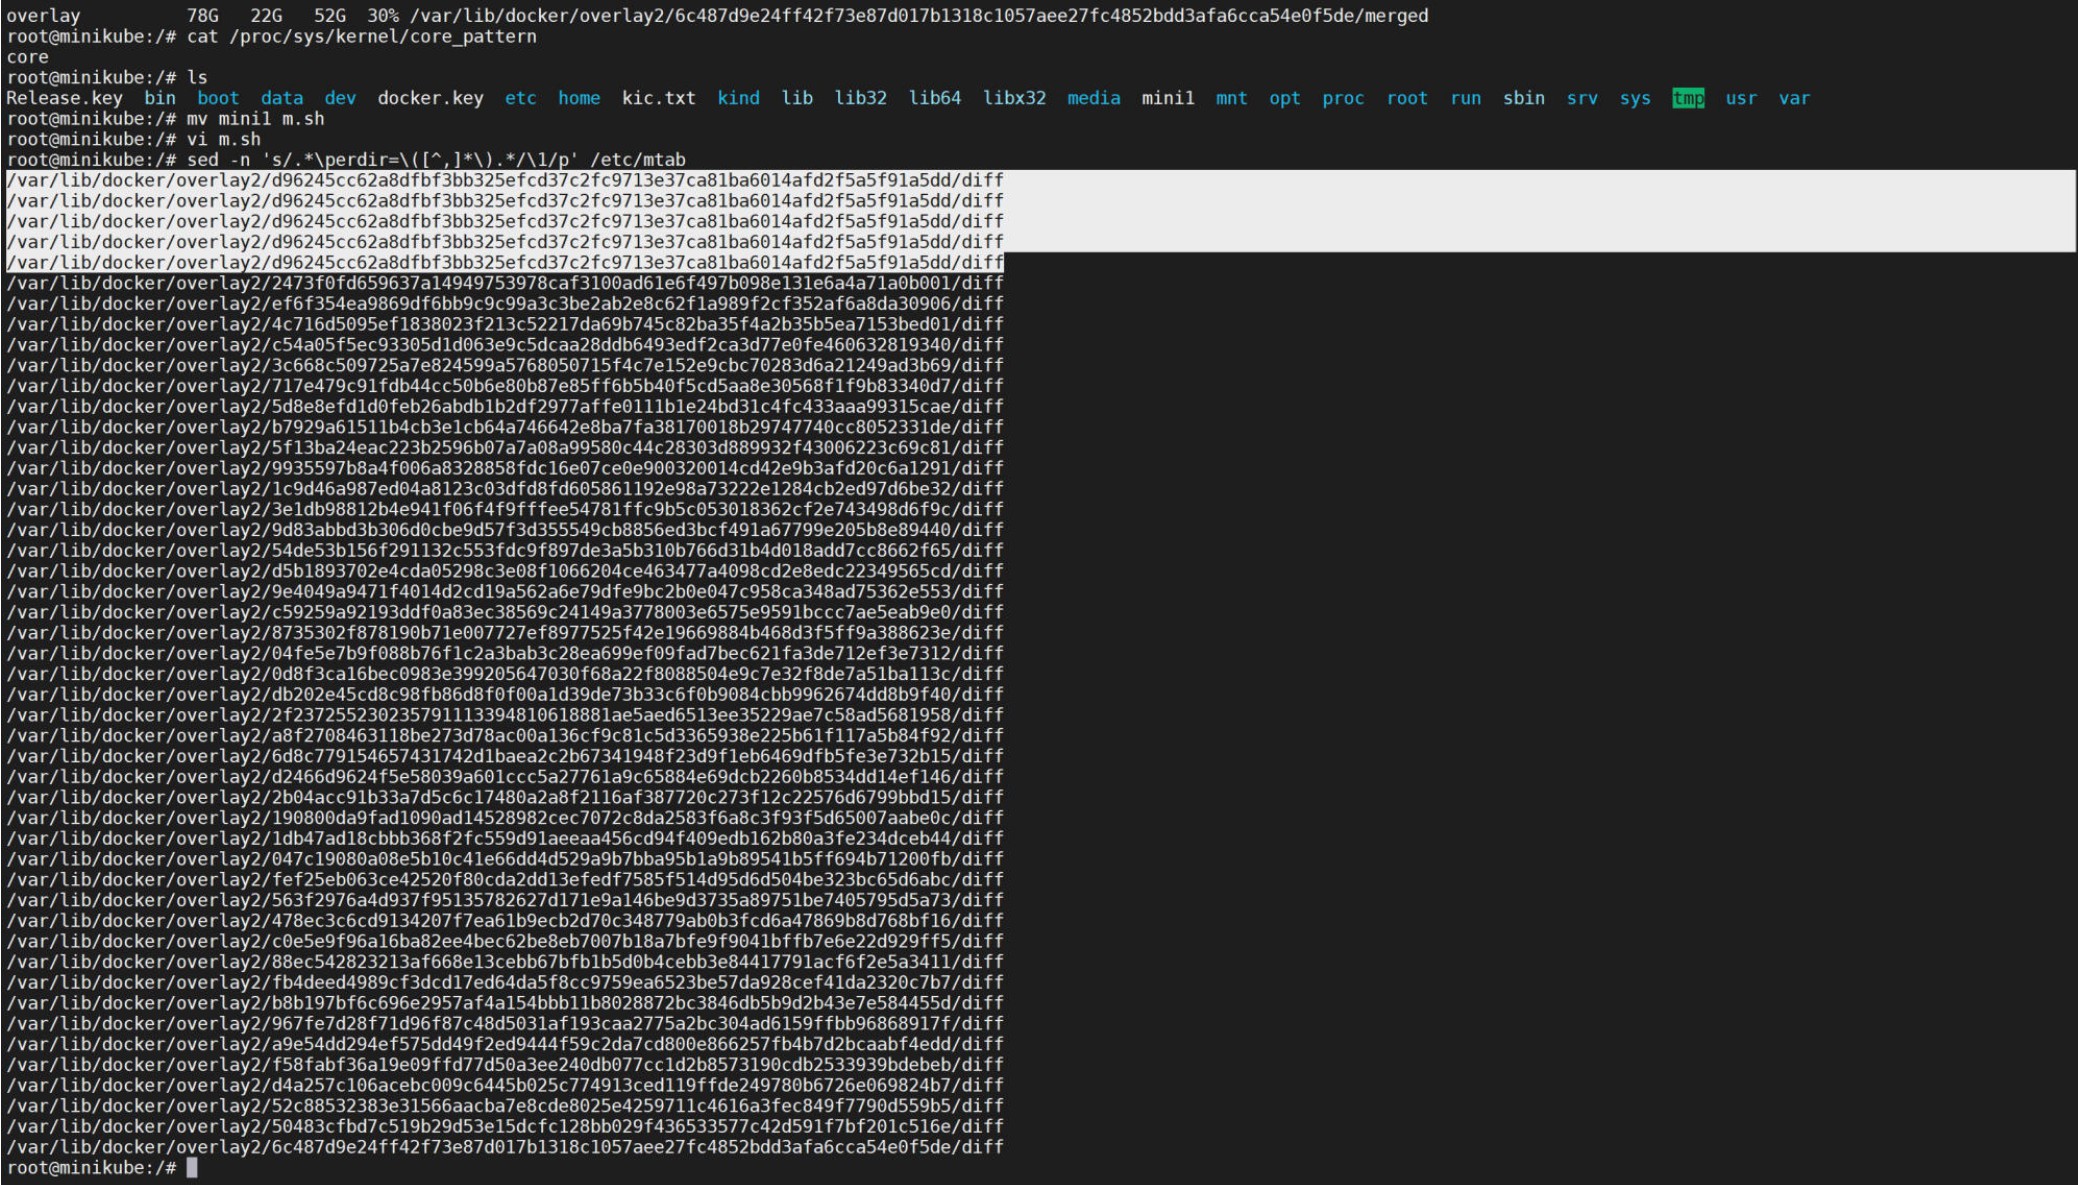 overlay 78G 22G 52G 30% /var/lib/docker/overlay2/6c487d9e24ff42f73e87d017b1318c1057aee27fc4852bdd3afa6cca54e0f5de/merged
root@minikube:/# cat /proc/sys/kernel/core_pattern
core
root@minikube:/# ls
Release.key bin boot data dev docker.key etc home kic.txt kind lib lib32 lib64 libx32 media mini1 mnt opt proc root run sbin srv sys tmp usr var
root@minikube:/# mv mini1 m.sh
root@minikube:/# vi m.sh
root@minikube:/# sed -n 's/.*\perdir=\([^,]*\).*/\1/p' /etc/mtab
/var/lib/docker/overlay2/d96245cc62a8dfbf3bb325efcd37c2fc9713e37ca81ba6014afd2f5a5f91a5dd/diff
/var/lib/docker/overlay2/d96245cc62a8dfbf3bb325efcd37c2fc9713e37ca81ba6014afd2f5a5f91a5dd/diff
/var/lib/docker/overlay2/d96245cc62a8dfbf3bb325efcd37c2fc9713e37ca81ba6014afd2f5a5f91a5dd/diff
/var/lib/docker/overlay2/d96245cc62a8dfbf3bb325efcd37c2fc9713e37ca81ba6014afd2f5a5f91a5dd/diff
/var/lib/docker/overlay2/d96245cc62a8dfbf3bb325efcd37c2fc9713e37ca81ba6014afd2f5a5f91a5dd/diff
/var/lib/docker/overlay2/2473f0fd659637a14949753978caf3100ad61e6f497b098e131e6a4a71a0b001/diff
/var/lib/docker/overlay2/ef6f354ea9869df6bb9c9c99a3c3be2ab2e8c62f1a989f2cf352af6a8da30906/diff
/var/lib/docker/overlay2/4c716d5095ef1838023f213c52217da69b745c82ba35f4a2b35b5ea7153bed01/diff
/var/lib/docker/overlay2/c54a05f5ec93305d1d063e9c5dcaa28ddb6493edf2ca3d77e0fe460632819340/diff
/var/lib/docker/overlay2/3c668c509725a7e824599a5768050715f4c7e152e9cbc70283d6a21249ad3b69/diff
/var/lib/docker/overlay2/717e479c91fdb44cc50b6e80b87e85ff6b5b40f5cd5aa8e30568f1f9b83340d7/diff
/var/lib/docker/overlay2/5d8e8efd1d0feb26abdb1b2df2977affe0111b1e24bd31c4fc433aaa99315cae/diff
/var/lib/docker/overlay2/b7929a61511b4cb3e1cb64a746642e8ba7fa38170018b29747740cc8052331de/diff
/var/lib/docker/overlay2/5f13ba24eac223b2596b07a7a08a99580c44c28303d889932f43006223c69c81/diff
/var/lib/docker/overlay2/9935597b8a4f006a8328858fdc16e07ce0e900320014cd42e9b3afd20c6a1291/diff
/var/lib/docker/overlay2/1c9d46a987ed04a8123c03dfd8fd605861192e98a73222e1284cb2ed97d6be32/diff
/var/lib/docker/overlay2/3e1db98812b4e941f06f4f9fffee54781ffc9b5c053018362cf2e743498d6f9c/diff
/var/lib/docker/overlay2/9d83abbd3b306d0cbe9d57f3d355549cb8856ed3bcf491a67799e205b8e89440/diff
/var/lib/docker/overlay2/54de53b156f291132c553fdc9f897de3a5b310b766d31b4d018add7cc8662f65/diff
/var/lib/docker/overlay2/d5b1893702e4cda05298c3e08f1066204ce463477a4098cd2e8edc22349565cd/diff
/var/lib/docker/overlay2/9e4049a9471f4014d2cd19a562a6e79dfe9bc2b0e047c958ca348ad75362e553/diff
/var/lib/docker/overlay2/c59259a92193ddf0a83ec38569c24149a3778003e6575e9591bccc7ae5eab9e0/diff
/var/lib/docker/overlay2/8735302f878190b71e007727ef8977525f42e19669884b468d3f5ff9a388623e/diff
/var/lib/docker/overlay2/04fe5e7b9f088b76f1c2a3bab3c28ea699ef09fad7bec621fa3de712ef3e7312/diff
/var/lib/docker/overlay2/0d8f3ca16bec0983e399205647030f68a22f8088504e9c7e32f8de7a51ba113c/diff
/var/lib/docker/overlay2/db202e45cd8c98fb86d8f0f00a1d39de73b33c6f0b9084cbb9962674dd8b9f40/diff
/var/lib/docker/overlay2/2f2372552302357911133948106 18881ae5aed6513ee35229ae7c58ad5681958/diff
/var/lib/docker/overlay2/a8f2708463118be273d78ac00a136cf9c81c5d3365938e225b61f117a5b84f92/diff
/var/lib/docker/overlay2/6d8c779154657431742d1baea2c2b67341948f23d9f1eb6469dfb5fe3e732b15/diff
/var/lib/docker/overlay2/d2466d9624f5e58039a601ccc5a27761a9c65884e69dcb2260b8534dd14ef146/diff
/var/lib/docker/overlay2/2b04acc91b33a7d5c6c17480a2a8f2116af387720c273f12c22576d6799bbd15/diff
/var/lib/docker/overlay2/190800da9fad1090ad14528982cec7072c8da2583f6a8c3f93f5d65007aabe0c/diff
/var/lib/docker/overlay2/1db47ad18cbbb368f2fc559d91aeeaa456cd94f409edb162b80a3fe234dceb44/diff
/var/lib/docker/overlay2/047c19080a08e5b10c41e66dd4d529a9b7bba95b1a9b89541b5ff694b71200fb/diff
/var/lib/docker/overlay2/fef25eb063ce42520f80cda2dd13efedf7585f514d95d6d504be323bc65d6abc/diff
/var/lib/docker/overlay2/563f2976a4d937f95135782627d171e9a146be9d3735a89751be7405795d5a73/diff
/var/lib/docker/overlay2/478ec3c6cd9134207f7ea61b9ecb2d70c348779ab0b3fcd6a47869b8d768bf16/diff
/var/lib/docker/overlay2/c0e5e9f96a16ba82ee4bec62be8eb7007b18a7bfe9f9041bffb7e6e22d929ff5/diff
/var/lib/docker/overlay2/88ec542823213af668e13cebb67bfb1b5d0b4cebb3e84417791acf6f2e5a3411/diff
/var/lib/docker/overlay2/fb4deed4989cf3dcd17ed64da5f8cc9759ea6523be57da928cef41da2320c7b7/diff
/var/lib/docker/overlay2/b8b197bf6c696e2957af4a154bbb11b8028872bc3846db5b9d2b43e7e584455d/diff
/var/lib/docker/overlay2/967fe7d28f71d96f87c48d5031af193caa2775a2bc304ad6159ffbb96868917f/diff
/var/lib/docker/overlay2/a9e54dd294ef575dd49f2ed9444f59c2da7cd800e866257fb4b7d2bcaabf4edd/diff
/var/lib/docker/overlay2/f58fabf36a19e09ffd77d50a3ee240db077cc1d2b8573190cdb2533939bdebeb/diff
/var/lib/docker/overlay2/d4a257c106acebc009c6445b025c774913ced119ffde249780b6726e069824b7/diff
/var/lib/docker/overlay2/52c88532383e31566aacba7e8cde8025e4259711c4616a3fec849f7790d559b5/diff
/var/lib/docker/overlay2/50483cfbd7c519b29d53e15dcfc128bb029f436533577c42d591f7bf201c516e/diff
/var/lib/docker/overlay2/6c487d9e24ff42f73e87d017b1318c1057aee27fc4852bdd3afa6cca54e0f5de/diff
root@minikube:/#